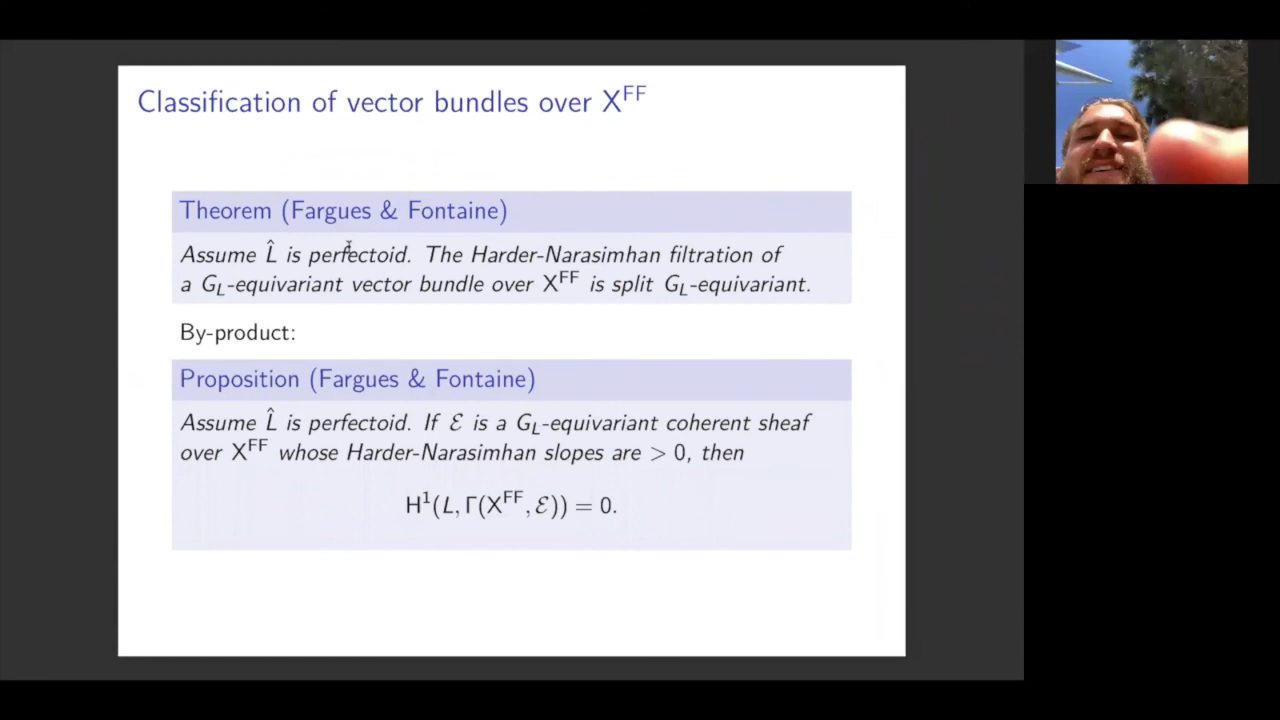 Classification of vector bundles over X^FF
Theorem (Fargues & Fontaine)
Assume L̂ is perfectoid. The Harder-Narasimhan filtration of
a G_L-equivariant vector bundle over X^FF is split G_L-equivariant.
By-product:
Proposition (Fargues & Fontaine)
Assume L̂ is perfectoid. If ℰ is a G_L-equivariant coherent sheaf
over X^FF whose Harder-Narasimhan slopes are > 0, then
H^1(L, Γ(X^FF, ℰ)) = 0.